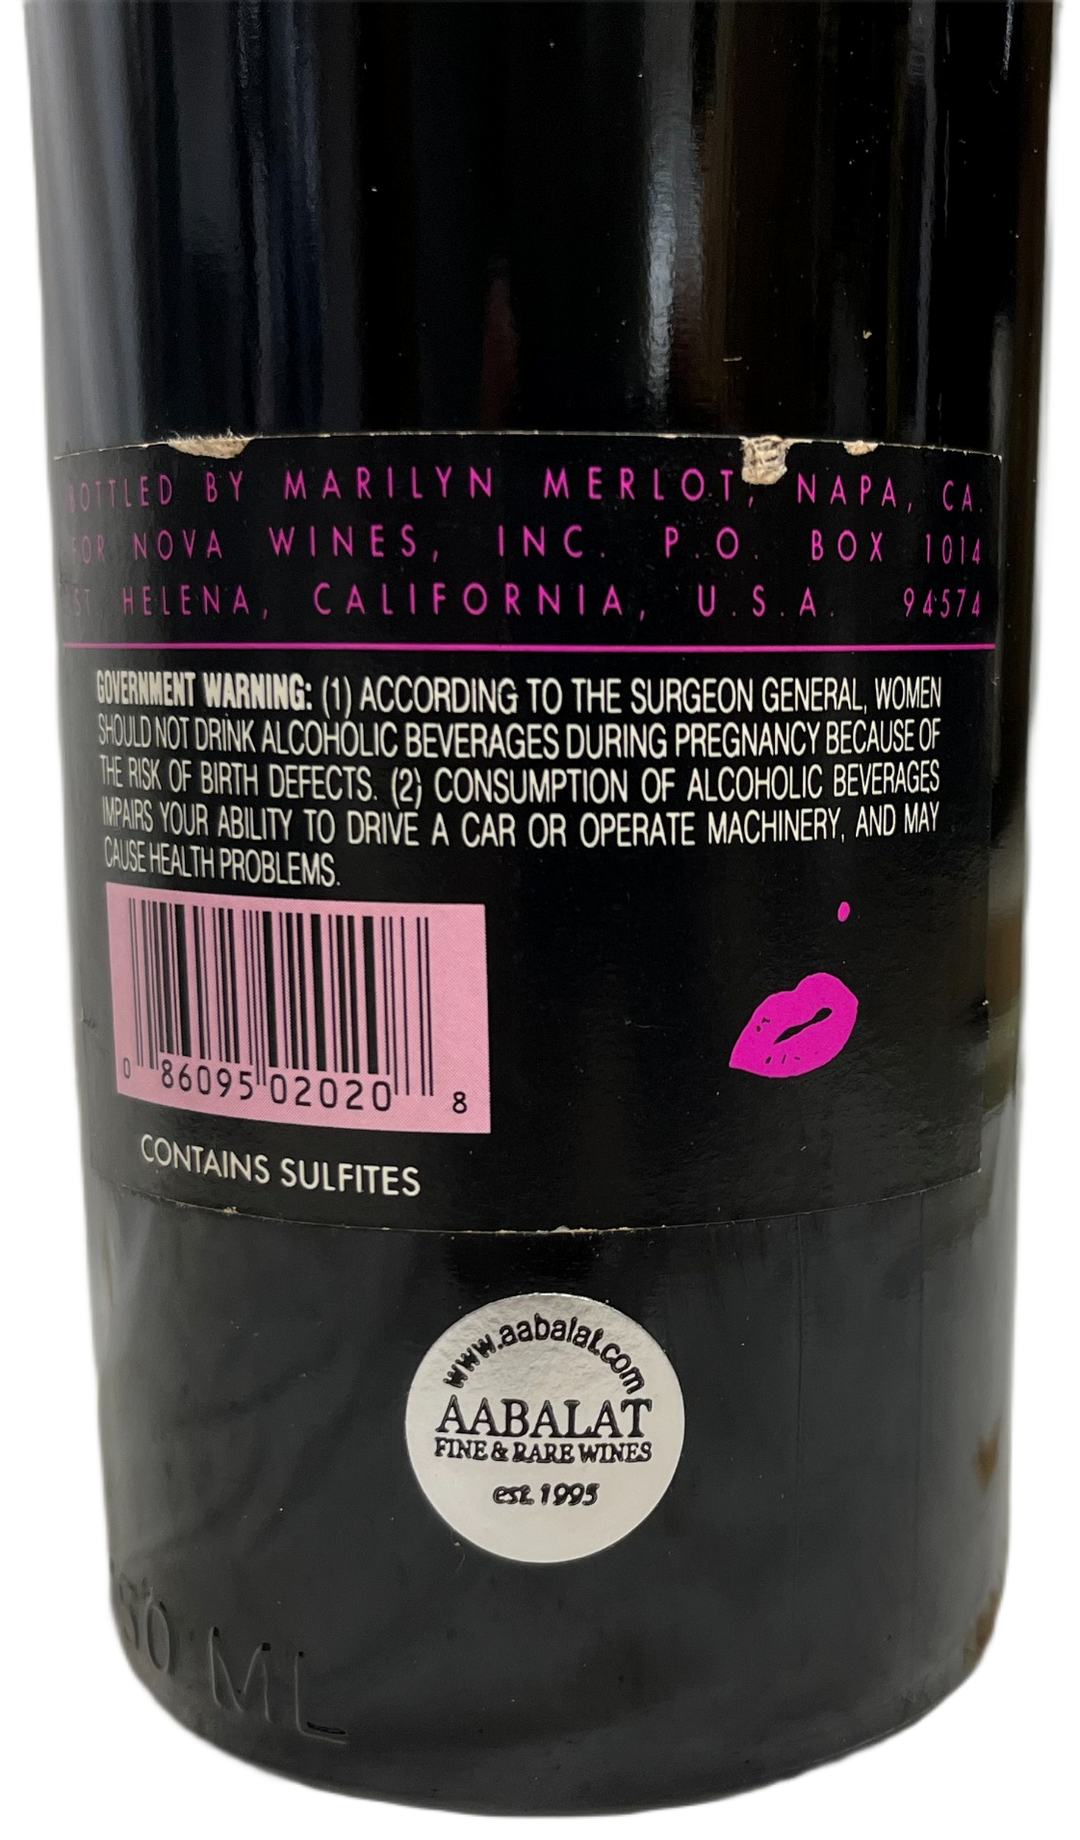 BOTTLED BY MARILYN MERLOT, NAPA, CA.
FOR NOVA WINES, INC. P.O. BOX 1014
ST. HELENA, CALIFORNIA, U.S.A. 94574
GOVERNMENT WARNING: (1) ACCORDING TO THE SURGEON GENERAL, WOMEN
SHOULD NOT DRINK ALCOHOLIC BEVERAGES DURING PREGNANCY BECAUSE OF
THE RISK OF BIRTH DEFECTS. (2) CONSUMPTION OF ALCOHOLIC BEVERAGES
IMPAIRS YOUR ABILITY TO DRIVE A CAR OR OPERATE MACHINERY, AND MAY
CAUSE HEALTH PROBLEMS.
0 86095 02020 8
CONTAINS SULFITES
www.aabalat.com
AABALAT
FINE & RARE WINES
est. 1995
ML